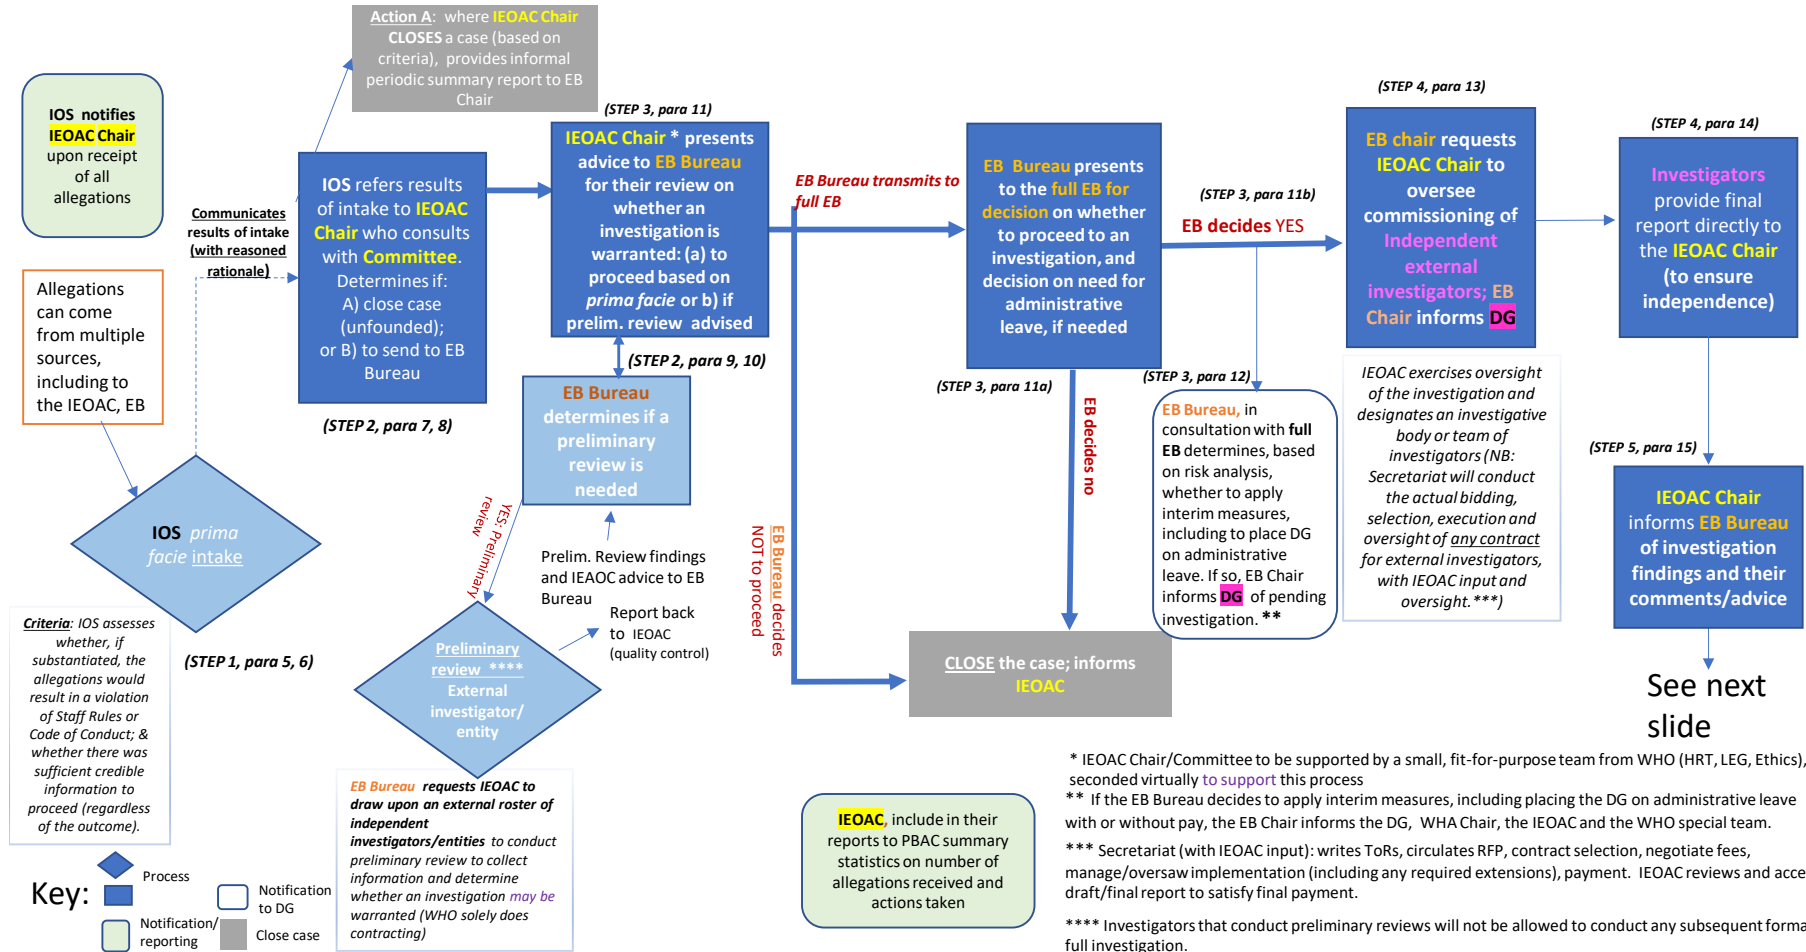 Action A: where IEOAC Chair
CLOSES a case (based on
criteria), provides informal
periodic summary report to EB
Chair
IOS notifies
IEOAC Chair
upon receipt
of all
allegations
Communicates
results of intake
(with reasoned
rationale)
Allegations
can come
from multiple
sources,
including to
the IEOAC, EB
IOS prima
facie intake
(STEP 1, para 5, 6)
Criteria: IOS assesses
whether, if
substantiated, the
allegations would
result in a violation
of Staff Rules or
Code of Conduct; &
whether there was
sufficient credible
information to
proceed (regardless
of the outcome).
IOS refers results
of intake to IEOAC
Chair who consults
with Committee.
Determines if:
A) close case
(unfounded);
or B) to send to EB
Bureau
(STEP 2, para 7, 8)
(STEP 3, para 11)
IEOAC Chair * presents
advice to EB Bureau
for their review on
whether an
investigation is
warranted: (a) to
proceed based on
prima facie or b) if
prelim. review advised
(STEP 2, para 9, 10)
EB Bureau
determines if a
preliminary
review is
needed
YES: Preliminary
review
Prelim. Review findings
and IEAOC advice to EB
Bureau
Report back
to IEOAC
(quality control)
Preliminary
review ****
External
investigator/
entity
EB Bureau requests IEOAC to
draw upon an external roster of
independent
investigators/entities to conduct
preliminary review to collect
information and determine
whether an investigation may be
warranted (WHO solely does
contracting)
EB Bureau transmits to
full EB
EB Bureau decides
NOT to proceed
EB Bureau presents
to the full EB for
decision on whether
to proceed to an
investigation, and
decision on need for
administrative
leave, if needed
(STEP 3, para 11a)
EB decides no
CLOSE the case; informs
IEOAC
(STEP 3, para 11b)
EB decides YES
(STEP 3, para 12)
EB Bureau, in
consultation with full
EB determines, based
on risk analysis,
whether to apply
interim measures,
including to place DG
on administrative
leave. If so, EB Chair
informs DG of pending
investigation. **
(STEP 4, para 13)
EB chair requests
IEOAC Chair to
oversee
commissioning of
Independent
external
investigators; EB
Chair informs DG
IEOAC exercises oversight
of the investigation and
designates an investigative
body or team of
investigators (NB:
Secretariat will conduct
the actual bidding,
selection, execution and
oversight of any contract
for external investigators,
with IEOAC input and
oversight.***)
(STEP 4, para 14)
Investigators
provide final
report directly to
the IEOAC Chair
(to ensure
independence)
(STEP 5, para 15)
IEOAC Chair
informs EB Bureau
of investigation
findings and their
comments/advice
See next
slide
IEOAC, include in their
reports to PBAC summary
statistics on number of
allegations received and
actions taken
* IEOAC Chair/Committee to be supported by a small, fit-for-purpose team from WHO (HRT, LEG, Ethics),
seconded virtually to support this process
** If the EB Bureau decides to apply interim measures, including placing the DG on administrative leave
with or without pay, the EB Chair informs the DG, WHA Chair, the IEOAC and the WHO special team.
*** Secretariat (with IEOAC input): writes ToRs, circulates RFP, contract selection, negotiate fees,
manage/oversaw implementation (including any required extensions), payment. IEOAC reviews and acce
draft/final report to satisfy final payment.
**** Investigators that conduct preliminary reviews will not be allowed to conduct any subsequent forma
full investigation.
Key:
Process
Notification
to DG
Notification/
reporting
Close case